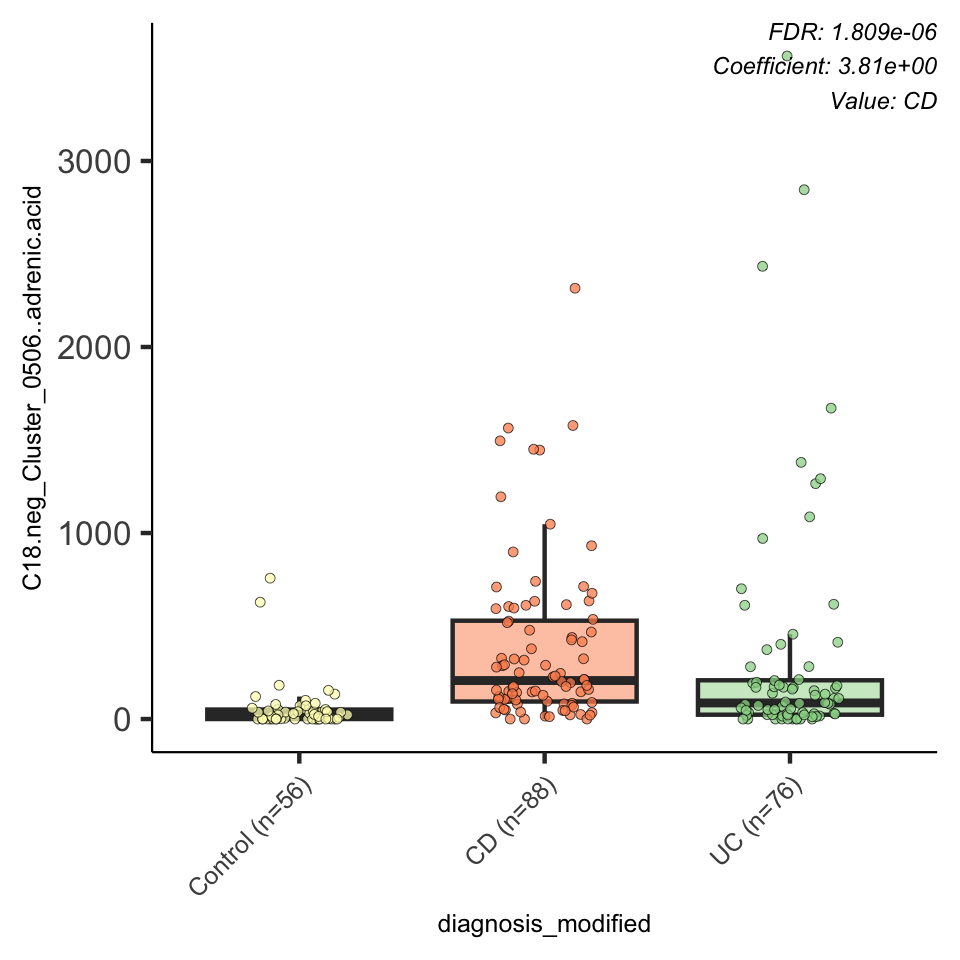 FDR: 1.809e-06
Coefficient: 3.81e+00
Value: CD
C18.neg_Cluster_0506..adrenic.acid
3000
2000
1000
0
Control (n=56)
CD (n=88)
UC (n=76)
diagnosis_modified